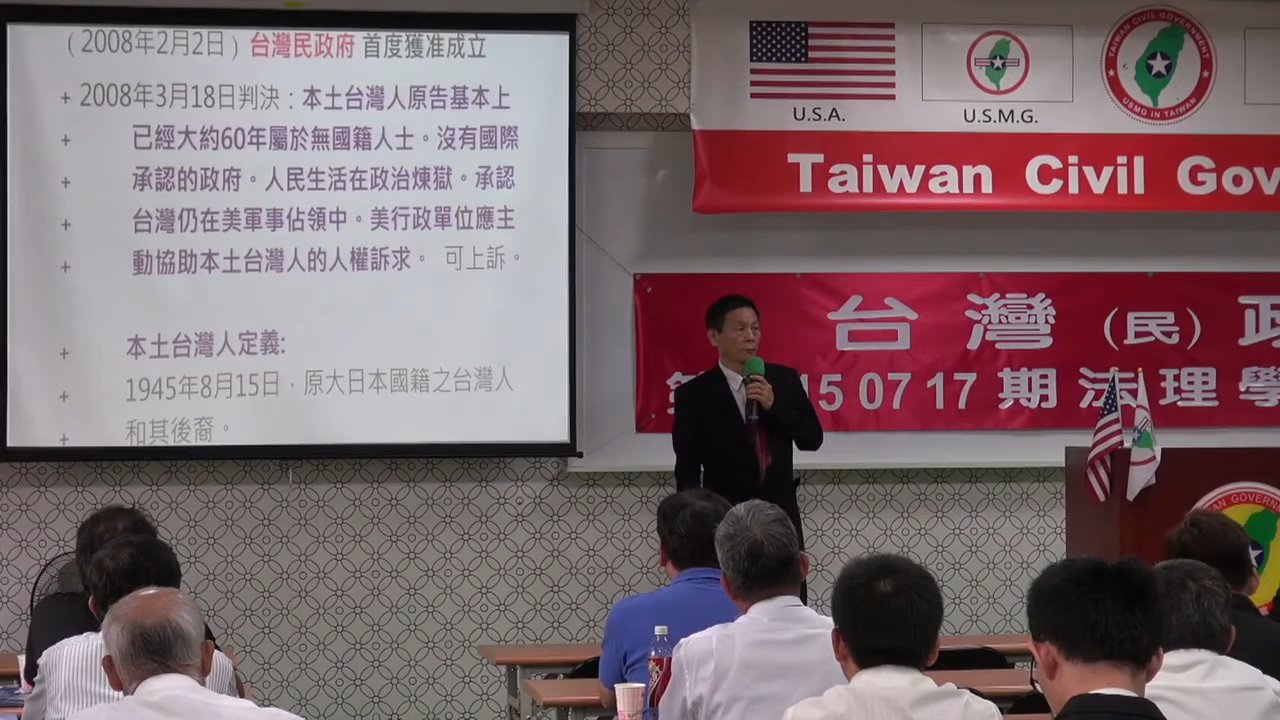 （2008年2月2日）台灣民政府 首度獲准成立
+ 2008年3月18日判決：本土台灣人原告基本上
+ 已經大約60年屬於無國籍人士。沒有國際
+ 承認的政府。人民生活在政治煉獄。承認
+ 台灣仍在美軍事佔領中。美行政單位應主
+ 動協助本土台灣人的人權訴求。 可上訴。
+ 本土台灣人定義:
+ 1945年8月15日，原大日本國籍之台灣人
+ 和其後裔。
U.S.A.
U.S.M.G.
TAIWAN CIVIL GOVERNMENT
USMG IN TAIWAN
Taiwan Civil Gov
台灣（民）政
15 07 17 期法理學